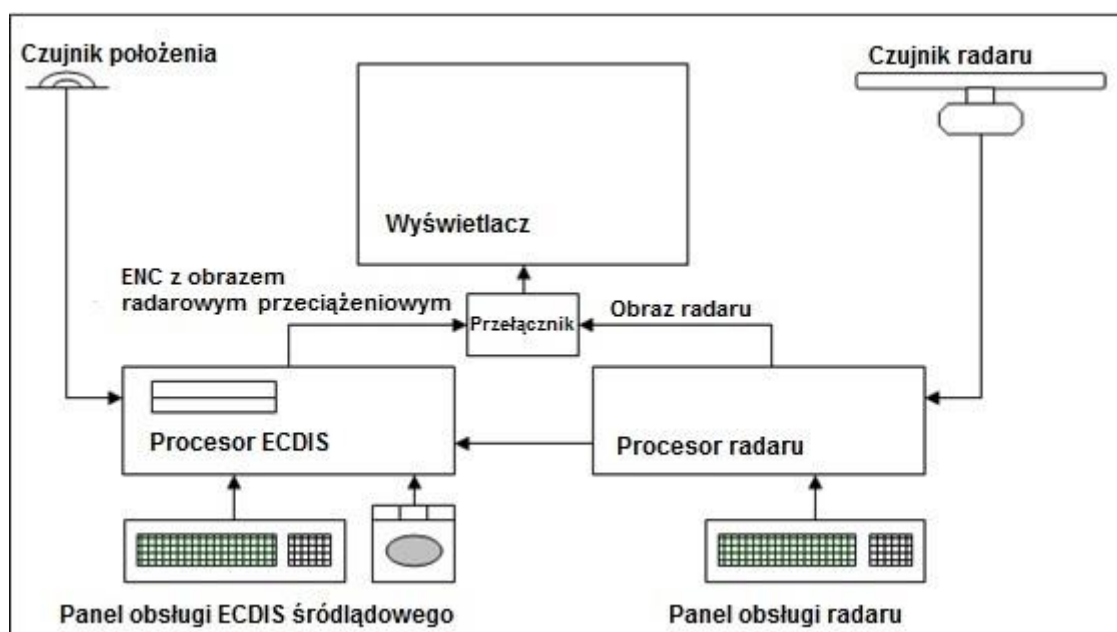 Czujnik położenia
Czujnik radaru
Wyświetlacz
ENC z obrazem
radarowym przeciążeniowym
Przełącznik
Obraz radaru
Procesor ECDIS
Procesor radaru
Panel obsługi ECDIS śródlądowego
Panel obsługi radaru